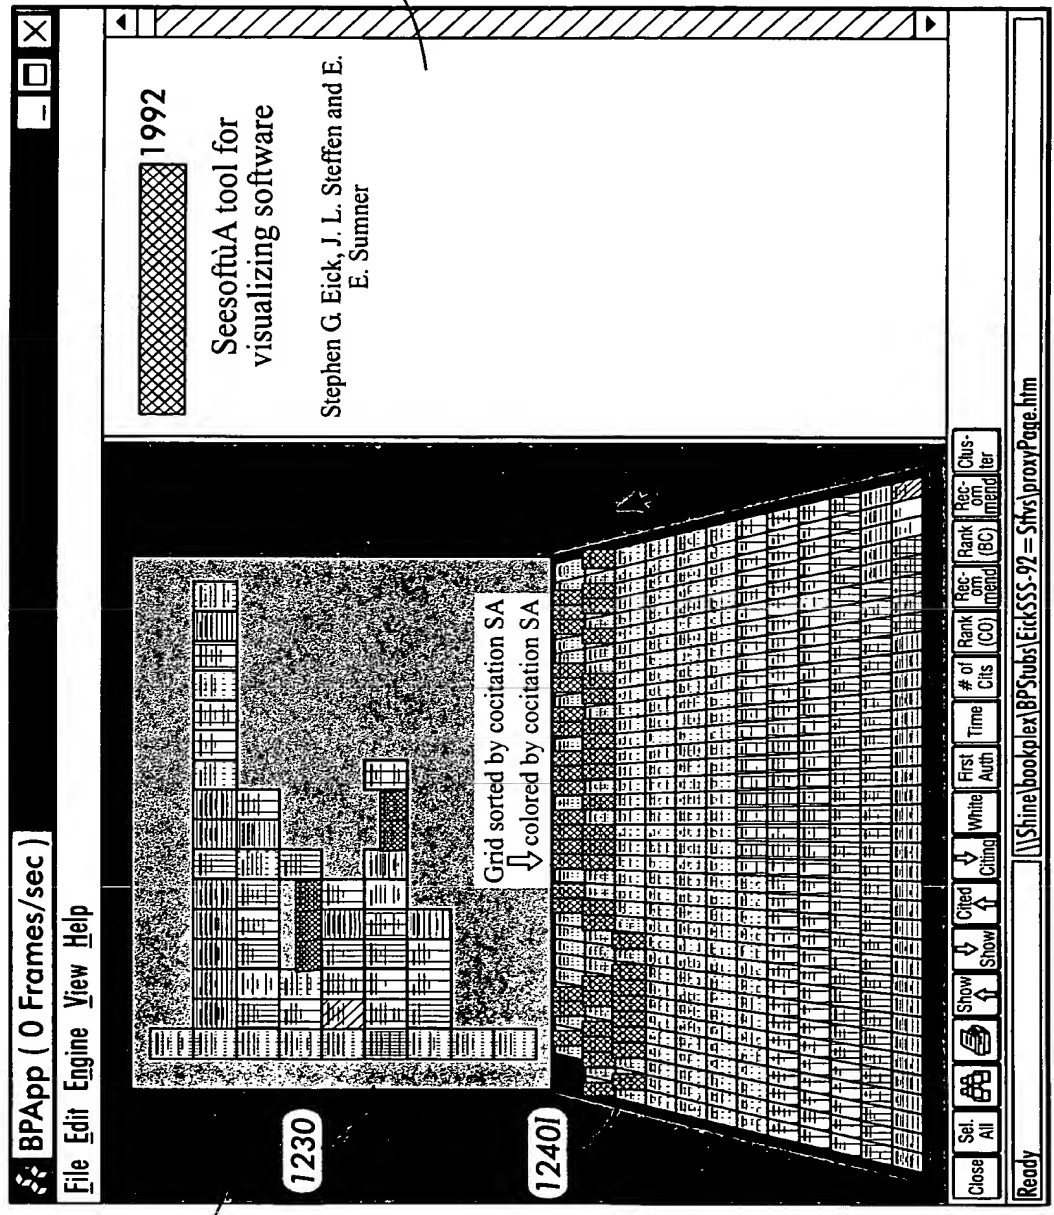 BPApp ( 0 Frames/sec )
File Edit Engine View Help
1992
SeesoftùA tool for
visualizing software
Stephen G. Eick, J. L. Steffen and E.
E. Sumner
1230
1240I
Grid sorted by cocitation SA
⇩ colored by cocitation SA
Close
Sel.
All
Show
⇧
⇩
Show
Cited
⇧
⇩
Citing
White
First
Auth
Time
# of
Cits
Rank
(CO)
Rec-
om
mend
Rank
(BC)
Rec-
om
mend
Clus-
ter
Ready
\\Shine\bookplex\BPStubs\EickSSS-92=Sftvs\proxyPage.htm